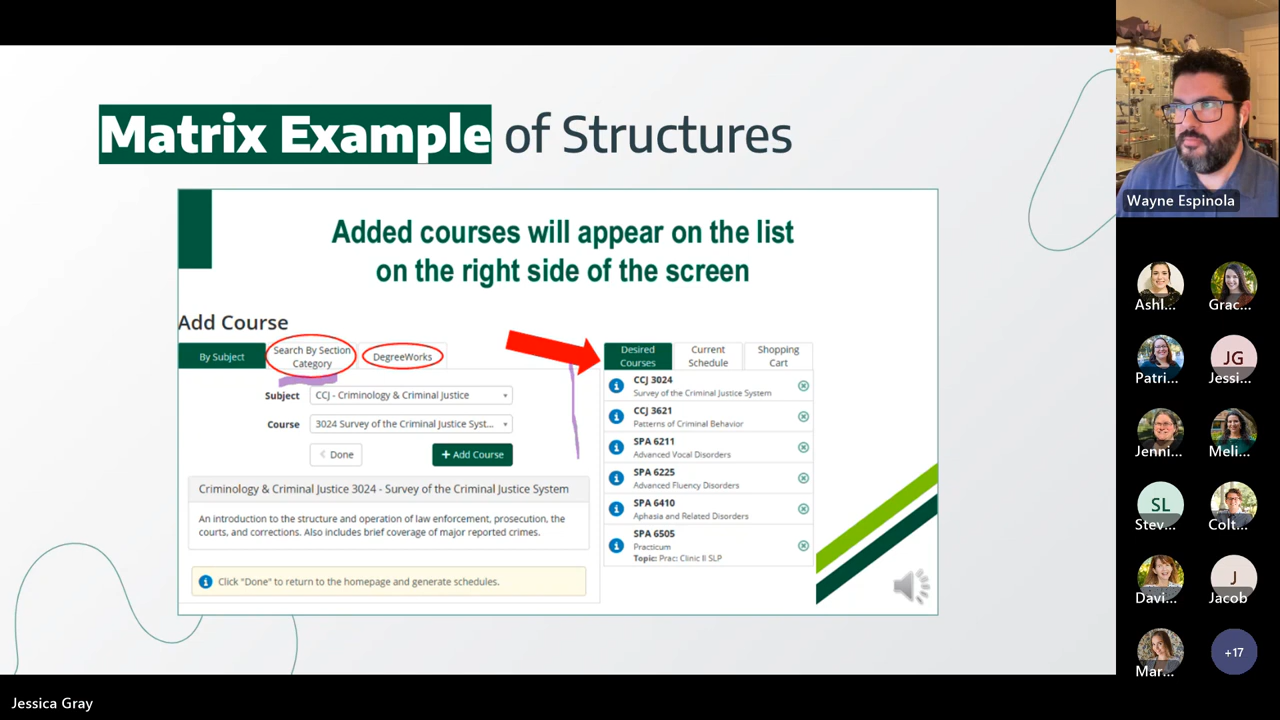 Matrix Example of Structures
Added courses will appear on the list
on the right side of the screen
Add Course
By Subject
Search By Section
Category
DegreeWorks
Subject
CCJ - Criminology & Criminal Justice
Course
3024 Survey of the Criminal Justice Syst...
Done
+ Add Course
Criminology & Criminal Justice 3024 - Survey of the Criminal Justice System
An introduction to the structure and operation of law enforcement, prosecution, the
courts, and corrections. Also includes brief coverage of major reported crimes.
Click "Done" to return to the homepage and generate schedules.
Desired
Courses
Current
Schedule
Shopping
Cart
CCJ 3024
Survey of the Criminal Justice System
CCJ 3621
Patterns of Criminal Behavior
SPA 6211
Advanced Vocal Disorders
SPA 6225
Advanced Fluency Disorders
SPA 6410
Aphasia and Related Disorders
SPA 6505
Practicum
Topic: Prac: Clinic II SLP
Wayne Espinola
Ashl...
Grac...
Patri...
JG
Jessi...
Jenni...
Meli...
SL
Stev...
Colt...
Davi...
J
Jacob
Mar...
+17
Jessica Gray